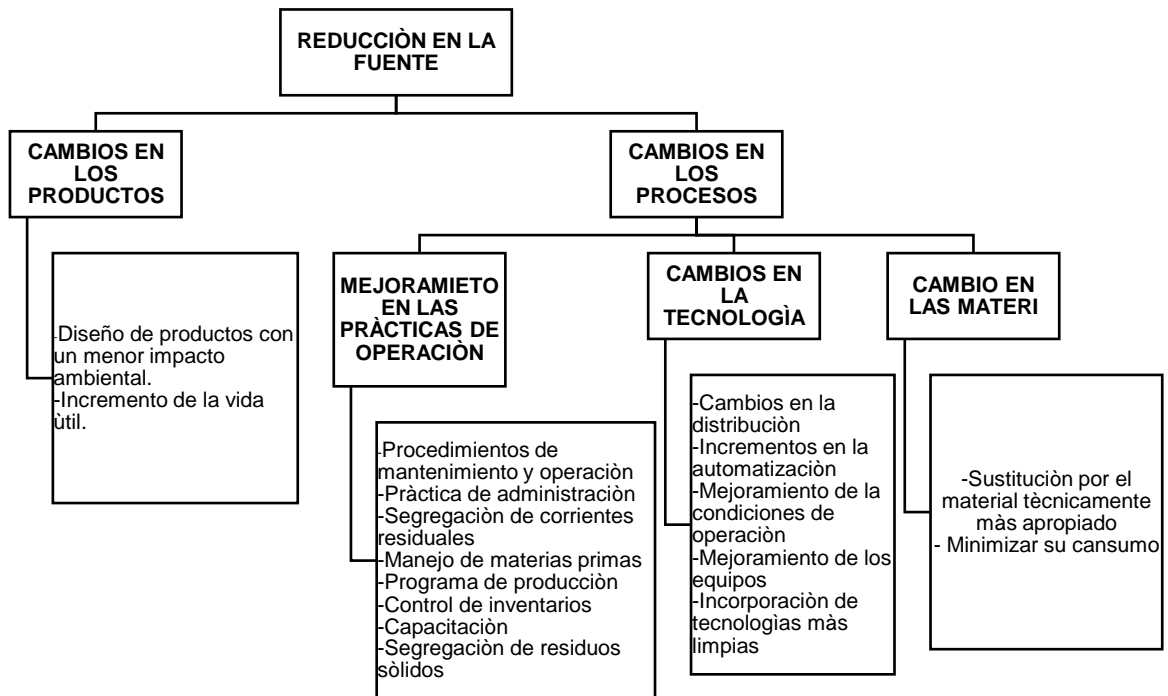 REDUCCIÒN EN LA
FUENTE
CAMBIOS EN
LOS
PRODUCTOS
CAMBIOS EN
LOS
PROCESOS
-Diseño de productos con
un menor impacto
ambiental.
-Incremento de la vida
ùtil.
MEJORAMIETO
EN LAS
PRÀCTICAS DE
OPERACIÒN
CAMBIOS EN
LA
TECNOLOGÌA
CAMBIO EN
LAS MATERI
-Procedimientos de
mantenimiento y operaciòn
-Pràctica de administraciòn
-Segregaciòn de corrientes
residuales
-Manejo de materias primas
-Programa de producciòn
-Control de inventarios
-Capacitaciòn
-Segregaciòn de residuos
sòlidos
-Cambios en la
distribuciòn
-Incrementos en la
automatizaciòn
-Mejoramiento de la
condiciones de
operaciòn
-Mejoramiento de los
equipos
-Incorporaciòn de
tecnologìas màs
limpias
-Sustituciòn por el
material tècnicamente
màs apropiado
- Minimizar su cansumo